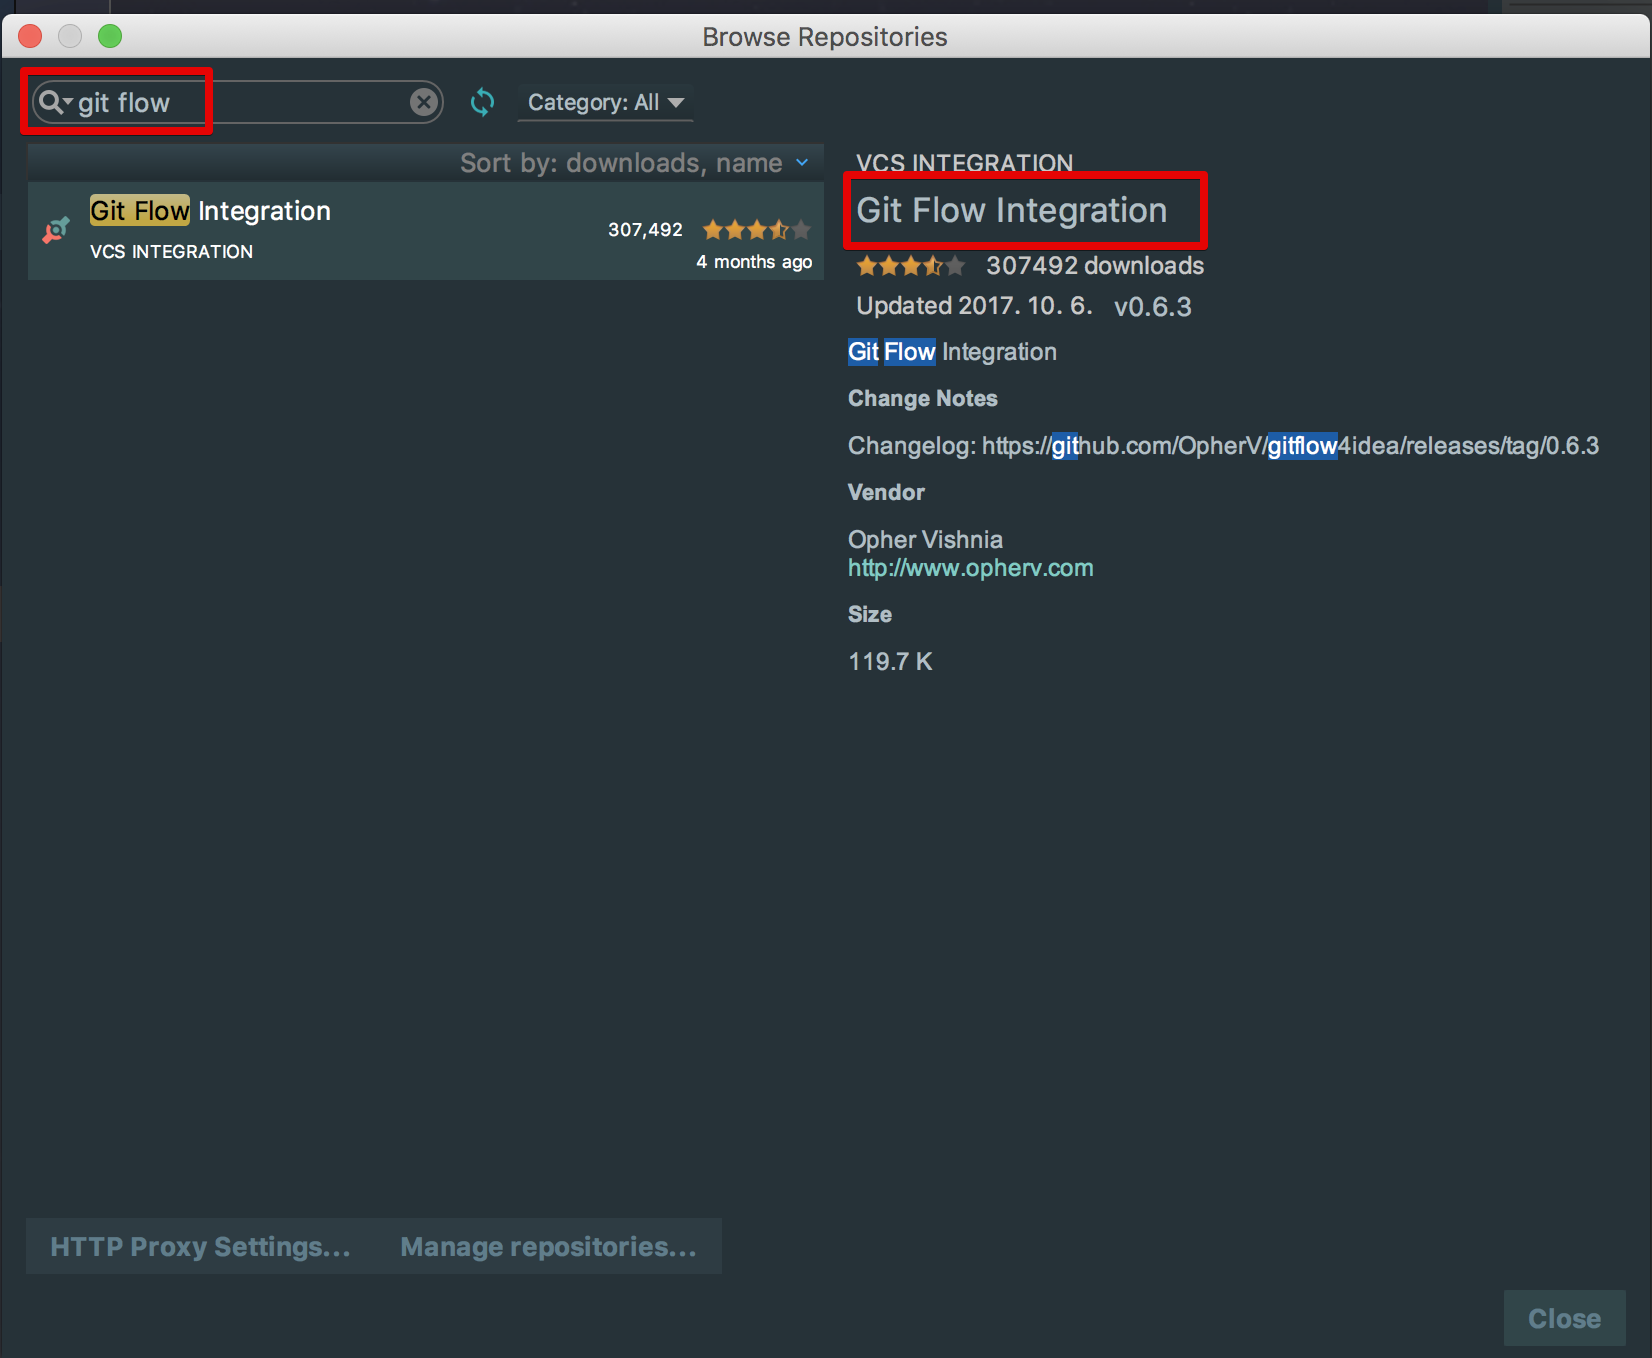 Browse Repositories
git flow
Category: All
Sort by: downloads, name
Git Flow Integration
307,492
VCS INTEGRATION
4 months ago
VCS INTEGRATION
Git Flow Integration
307492 downloads
Updated 2017. 10. 6. v0.6.3
Git Flow Integration
Change Notes
Changelog: https://github.com/OpherV/gitflow4idea/releases/tag/0.6.3
Vendor
Opher Vishnia
http://www.opherv.com
Size
119.7 K
HTTP Proxy Settings... Manage repositories...
Close